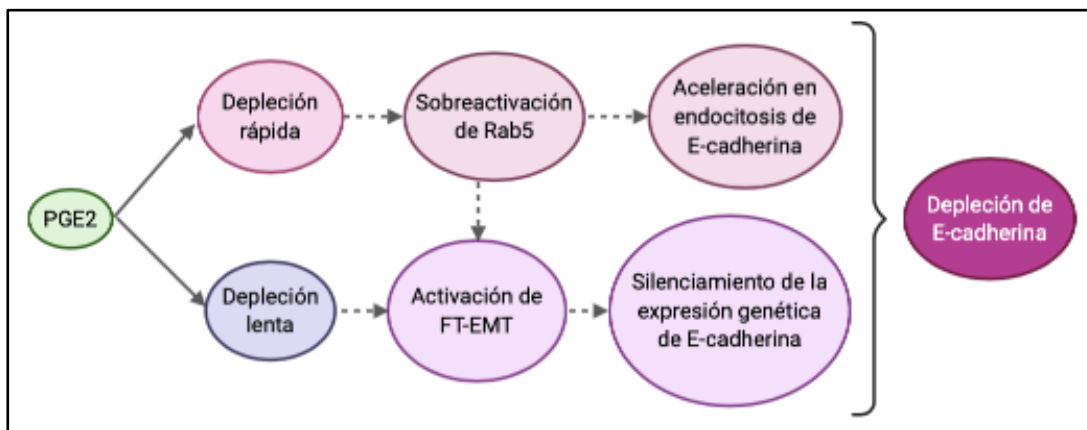 PGE2
Depleción
rápida
Sobreactivación
de Rab5
Aceleración en
endocitosis de
E-cadherina
Depleción
lenta
Activación de
FT-EMT
Silenciamiento de la
expresión genética
de E-cadherina
Depleción de
E-cadherina